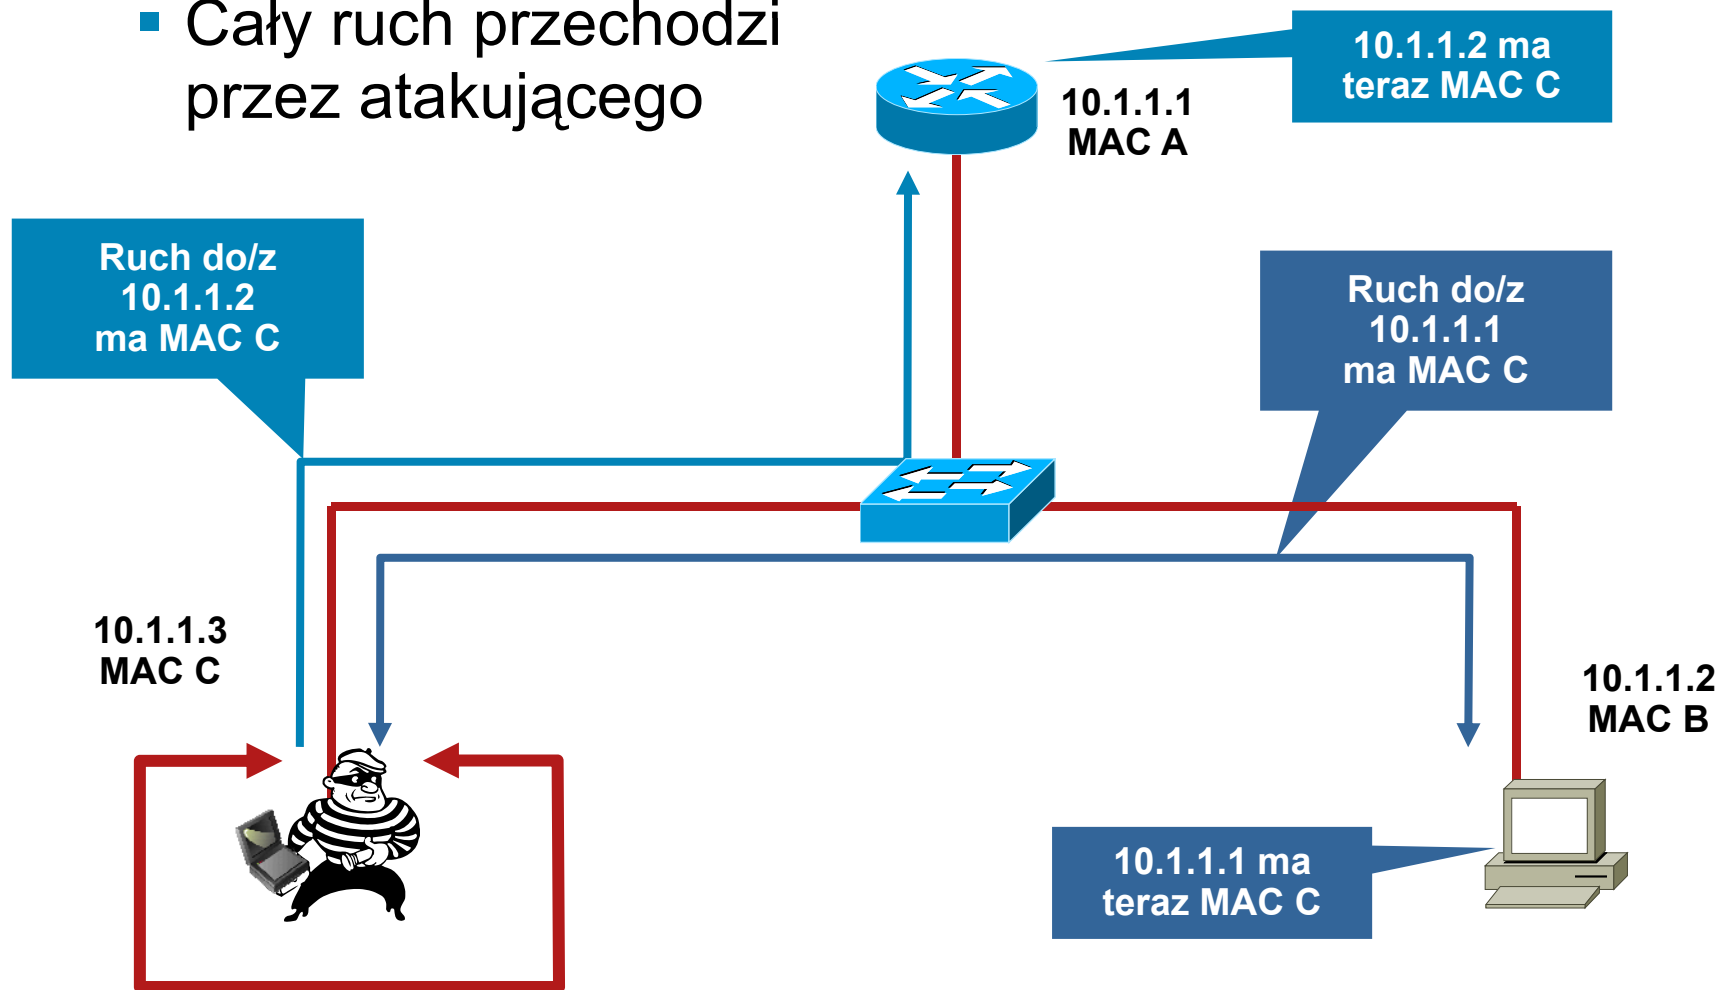 Cały ruch przechodzi
przez atakującego
10.1.1.2 ma
teraz MAC C
10.1.1.1
MAC A
Ruch do/z
10.1.1.2
ma MAC C
Ruch do/z
10.1.1.1
ma MAC C
10.1.1.3
MAC C
10.1.1.2
MAC B
10.1.1.1 ma
teraz MAC C